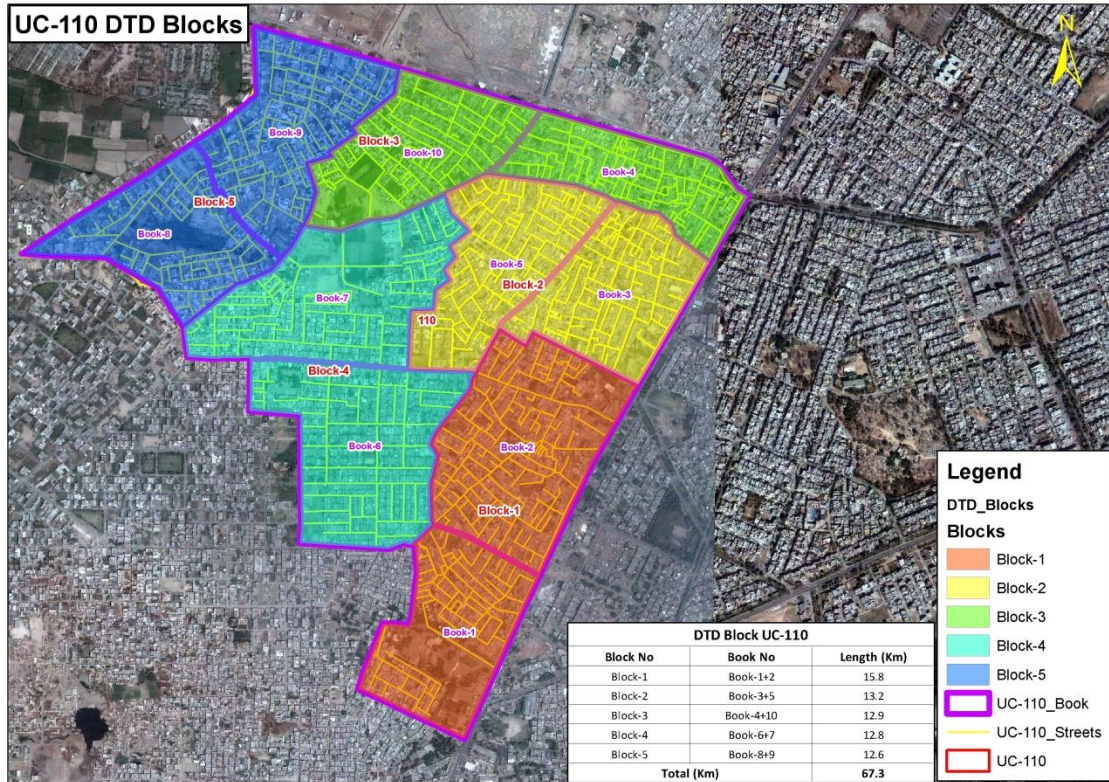 UC-110 DTD Blocks
N
Book-9
Block-3
Book-10
Book-4
Block-5
Book-8
Book-5
Block-2
Book-7
Book-3
110
Block-4
Book-6
Book-2
Block-1
Book-1
Legend
DTD_Blocks
Blocks
Block-1
Block-2
Block-3
Block-4
Block-5
UC-110_Book
UC-110_Streets
UC-110
DTD Block UC-110
Block No Book No Length (Km)
Block-1 Book-1+2 15.8
Block-2 Book-3+5 13.2
Block-3 Book-4+10 12.9
Block-4 Book-6+7 12.8
Block-5 Book-8+9 12.6
Total (Km) 67.3